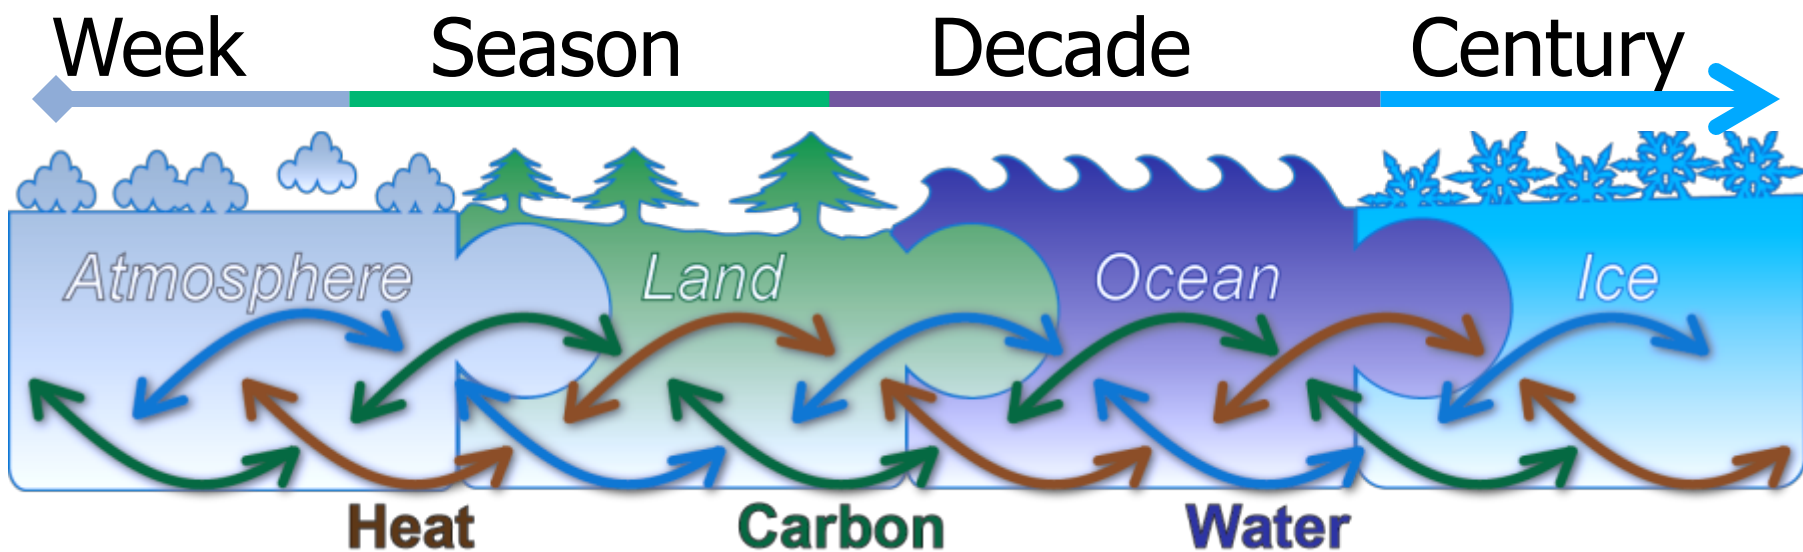 Week Season Decade Century
Atmosphere Land Ocean Ice
Heat Carbon Water